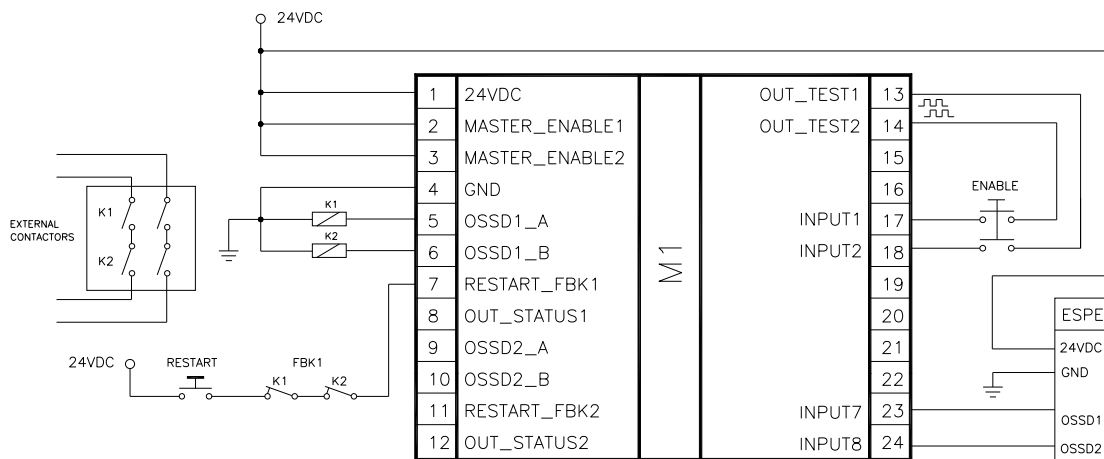 24VDC
1 24VDC
2 MASTER_ENABLE1
3 MASTER_ENABLE2
4 GND
5 OSSD1_A
6 OSSD1_B
7 RESTART_FBK1
8 OUT_STATUS1
9 OSSD2_A
10 OSSD2_B
11 RESTART_FBK2
12 OUT_STATUS2
M1
OUT_TEST1 13
OUT_TEST2 14
15
16
INPUT1 17
INPUT2 18
19
20
21
22
INPUT7 23
INPUT8 24
K1
K2
EXTERNAL
CONTACTORS
K1
K2
24VDC
RESTART
FBK1
K1
K2
ENABLE
ESPE
24VDC
GND
OSSD1
OSSD2